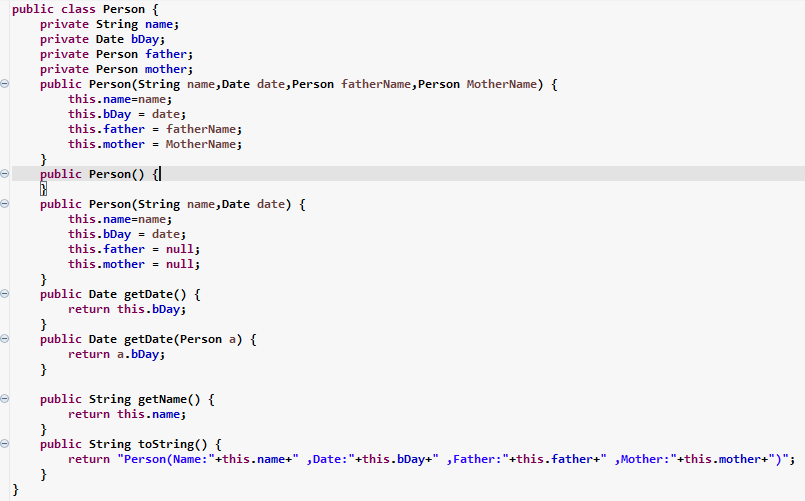 public class Person {
    private String name;
    private Date bDay;
    private Person father;
    private Person mother;
    public Person(String name,Date date,Person fatherName,Person MotherName) {
        this.name=name;
        this.bDay = date;
        this.father = fatherName;
        this.mother = MotherName;
    }
    public Person() {
    }
    public Person(String name,Date date) {
        this.name=name;
        this.bDay = date;
        this.father = null;
        this.mother = null;
    }
    public Date getDate() {
        return this.bDay;
    }
    public Date getDate(Person a) {
        return a.bDay;
    }

    public String getName() {
        return this.name;
    }
    public String toString() {
        return "Person(Name:"+this.name+" ,Date:"+this.bDay+" ,Father:"+this.father+" ,Mother:"+this.mother+")";
    }
}